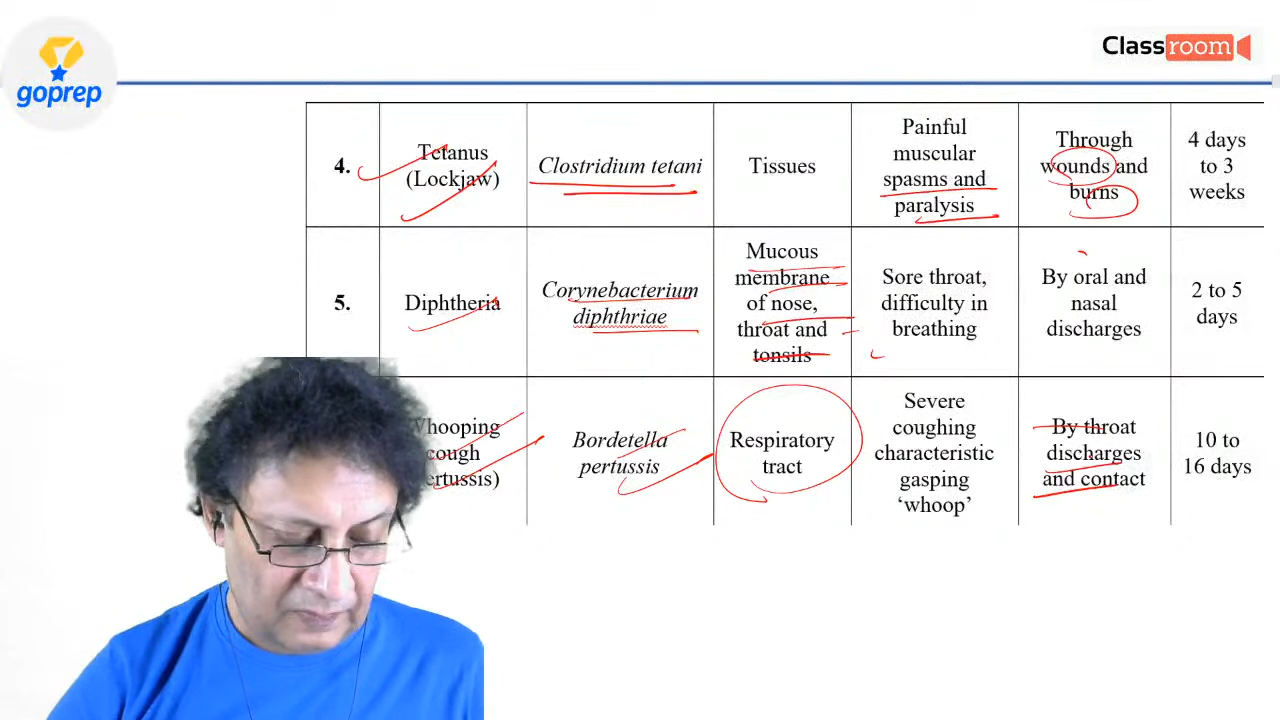 goprep
Classroom
4.
Tetanus
(Lockjaw)
Clostridium tetani
Tissues
Painful
muscular
spasms and
paralysis
Through
wounds and
burns
4 days
to 3
weeks
5.
Diphtheria
Corynebacterium
diphthriae
Mucous
membrane
of nose,
throat and
tonsils
Sore throat,
difficulty in
breathing
By oral and
nasal
discharges
2 to 5
days
Whooping
cough
ertussis)
Bordetella
pertussis
Respiratory
tract
Severe
coughing
characteristic
gasping
‘whoop’
By throat
discharges
and contact
10 to
16 days